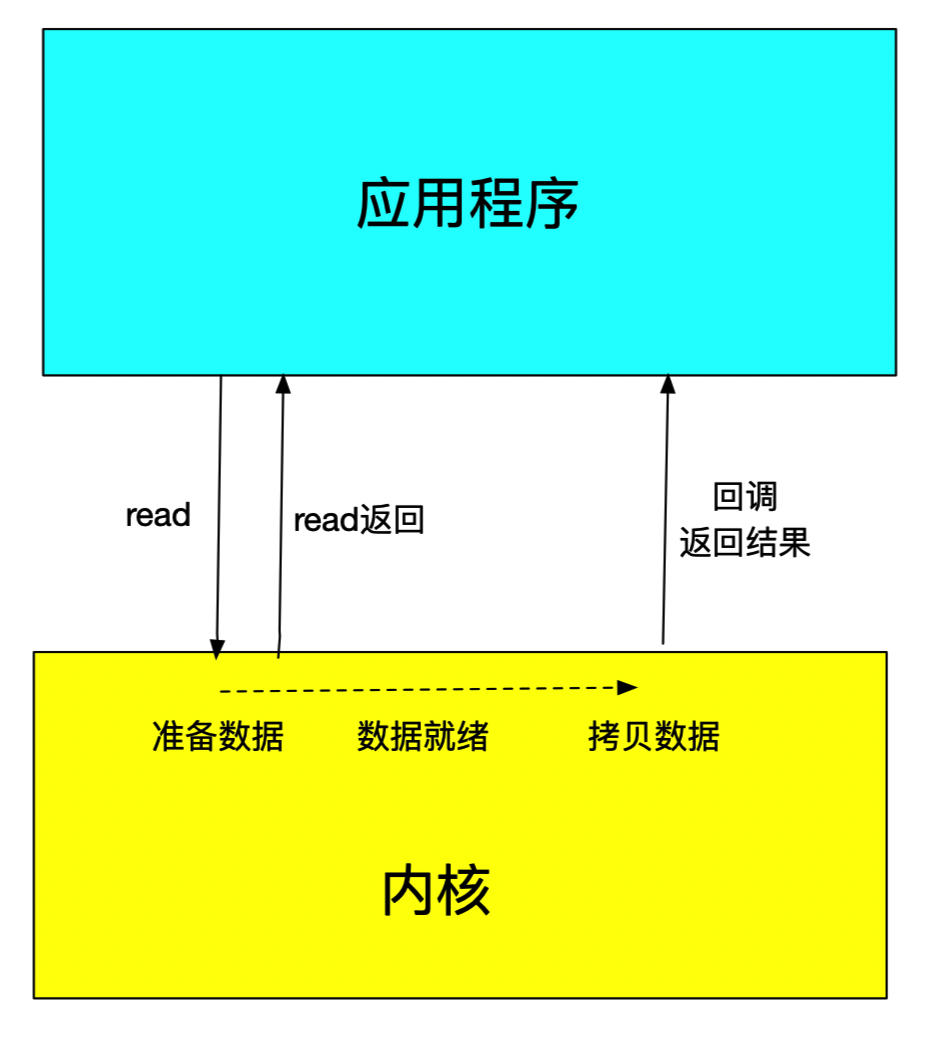 应用程序
read
read返回
回调
返回结果
准备数据
数据就绪
拷贝数据
内核